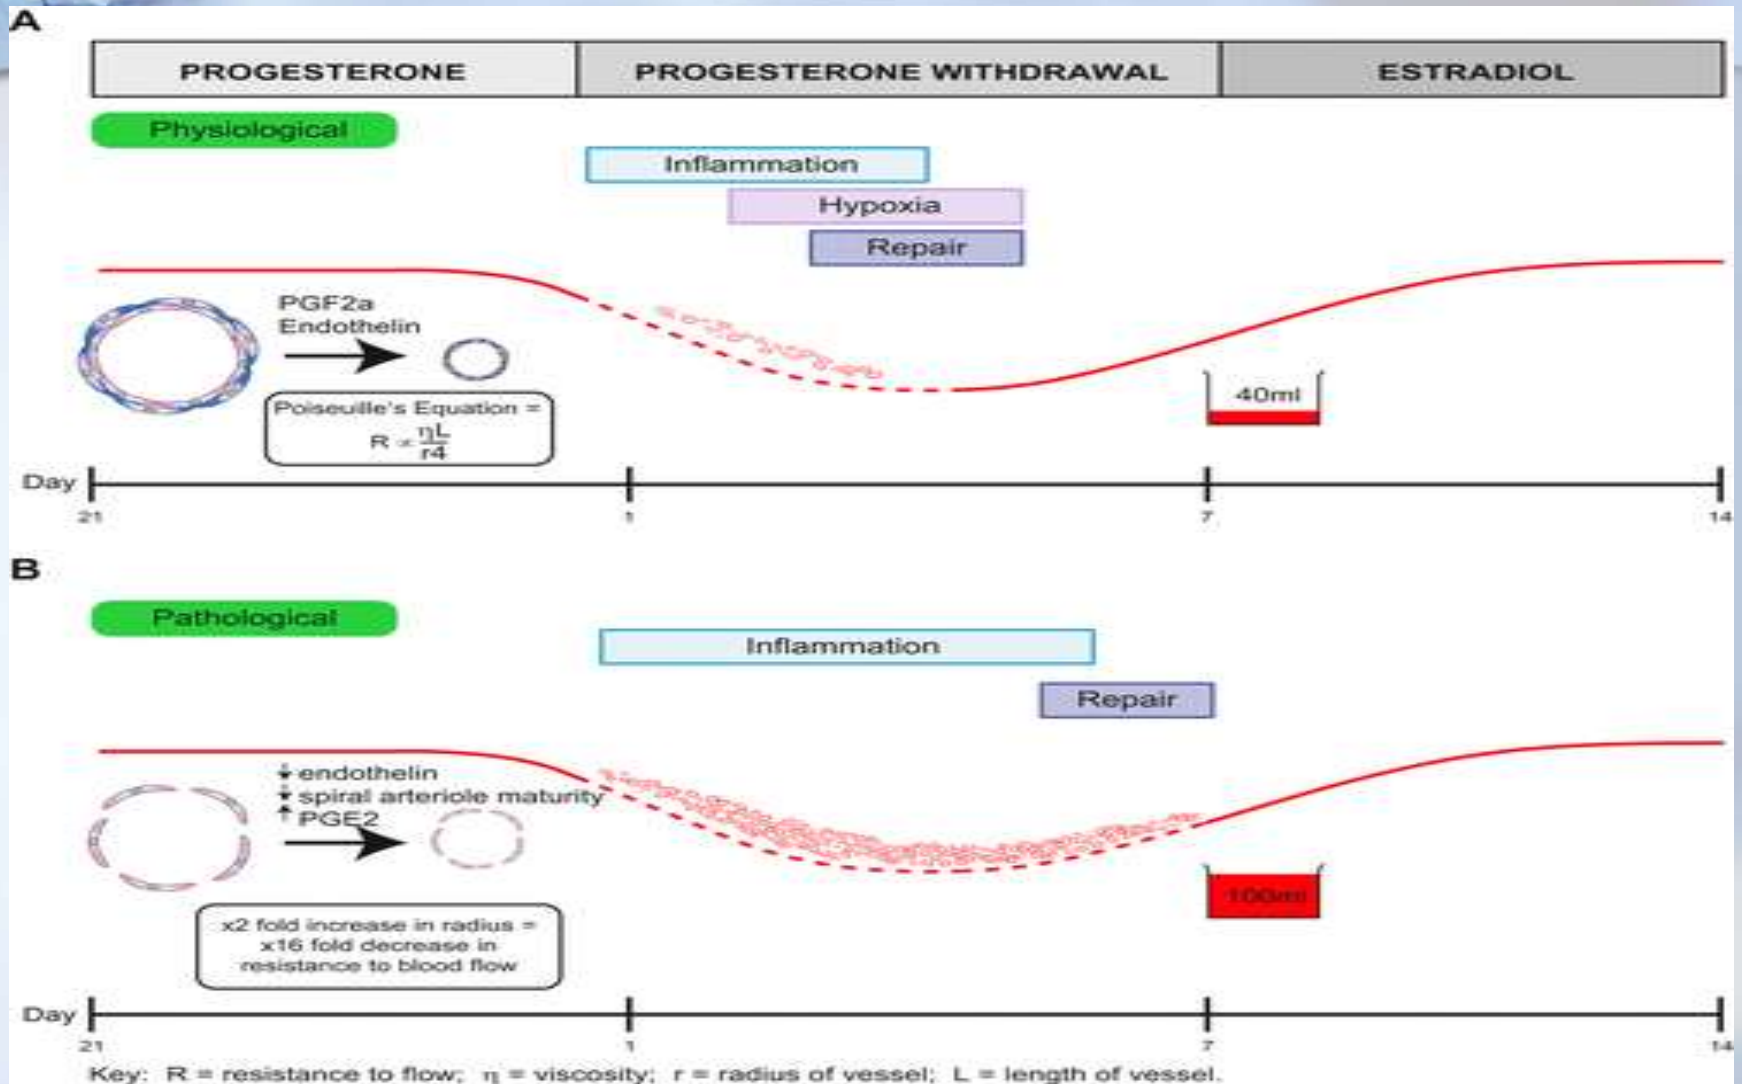 A
PROGESTERONE
PROGESTERONE WITHDRAWAL
ESTRADIOL
Physiological
Inflammation
Hypoxia
Repair
PGF2a
Endothelin
Poiseuille's Equation =
R ∝ ηL
r4
40ml
Day
21
1
7
14
B
Pathological
Inflammation
Repair
↓ endothelin
↓ spiral arteriole maturity
↑ PGE2
100ml
x2 fold increase in radius =
x16 fold decrease in
resistance to blood flow
Day
21
1
7
14
Key: R = resistance to flow; η = viscosity; r = radius of vessel; L = length of vessel.